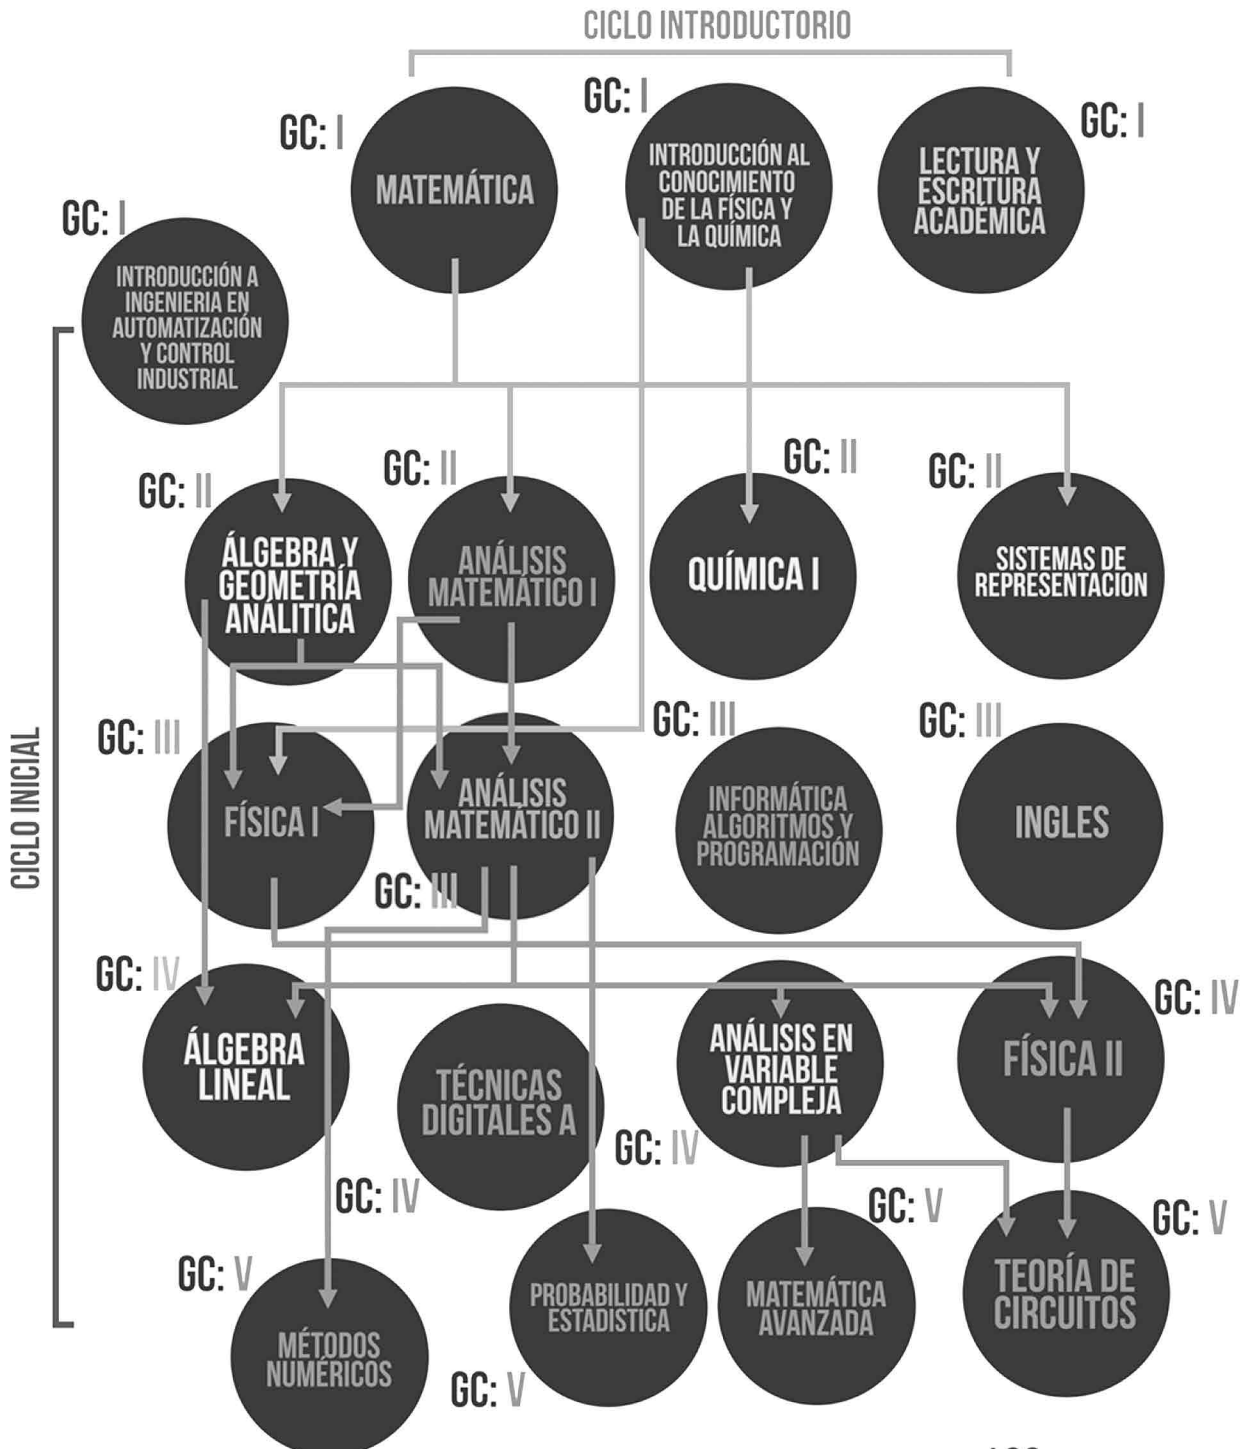 CICLO INTRODUCTORIO
GC: I
MATEMÁTICA
GC: I
INTRODUCCIÓN AL
CONOCIMIENTO
DE LA FÍSICA Y
LA QUÍMICA
GC: I
LECTURA Y
ESCRITURA
ACADÉMICA
GC: I
INTRODUCCIÓN A
INGENIERIA EN
AUTOMATIZACIÓN
Y CONTROL
INDUSTRIAL
CICLO INICIAL
GC: II
ÁLGEBRA Y
GEOMETRÍA
ANÁLITICA
GC: II
ANÁLISIS
MATEMÁTICO I
GC: II
QUÍMICA I
GC: II
SISTEMAS DE
REPRESENTACION
GC: III
FÍSICA I
GC: III
ANÁLISIS
MATEMÁTICO II
GC: III
INFORMÁTICA
ALGORITMOS Y
PROGRAMACIÓN
GC: III
INGLES
GC: IV
ÁLGEBRA
LINEAL
GC: IV
TÉCNICAS
DIGITALES A
GC: IV
ANÁLISIS EN
VARIABLE
COMPLEJA
GC: IV
FÍSICA II
GC: V
MÉTODOS
NUMÉRICOS
GC: V
PROBABILIDAD Y
ESTADISTICA
GC: V
MATEMÁTICA
AVANZADA
GC: V
TEORÍA DE
CIRCUITOS